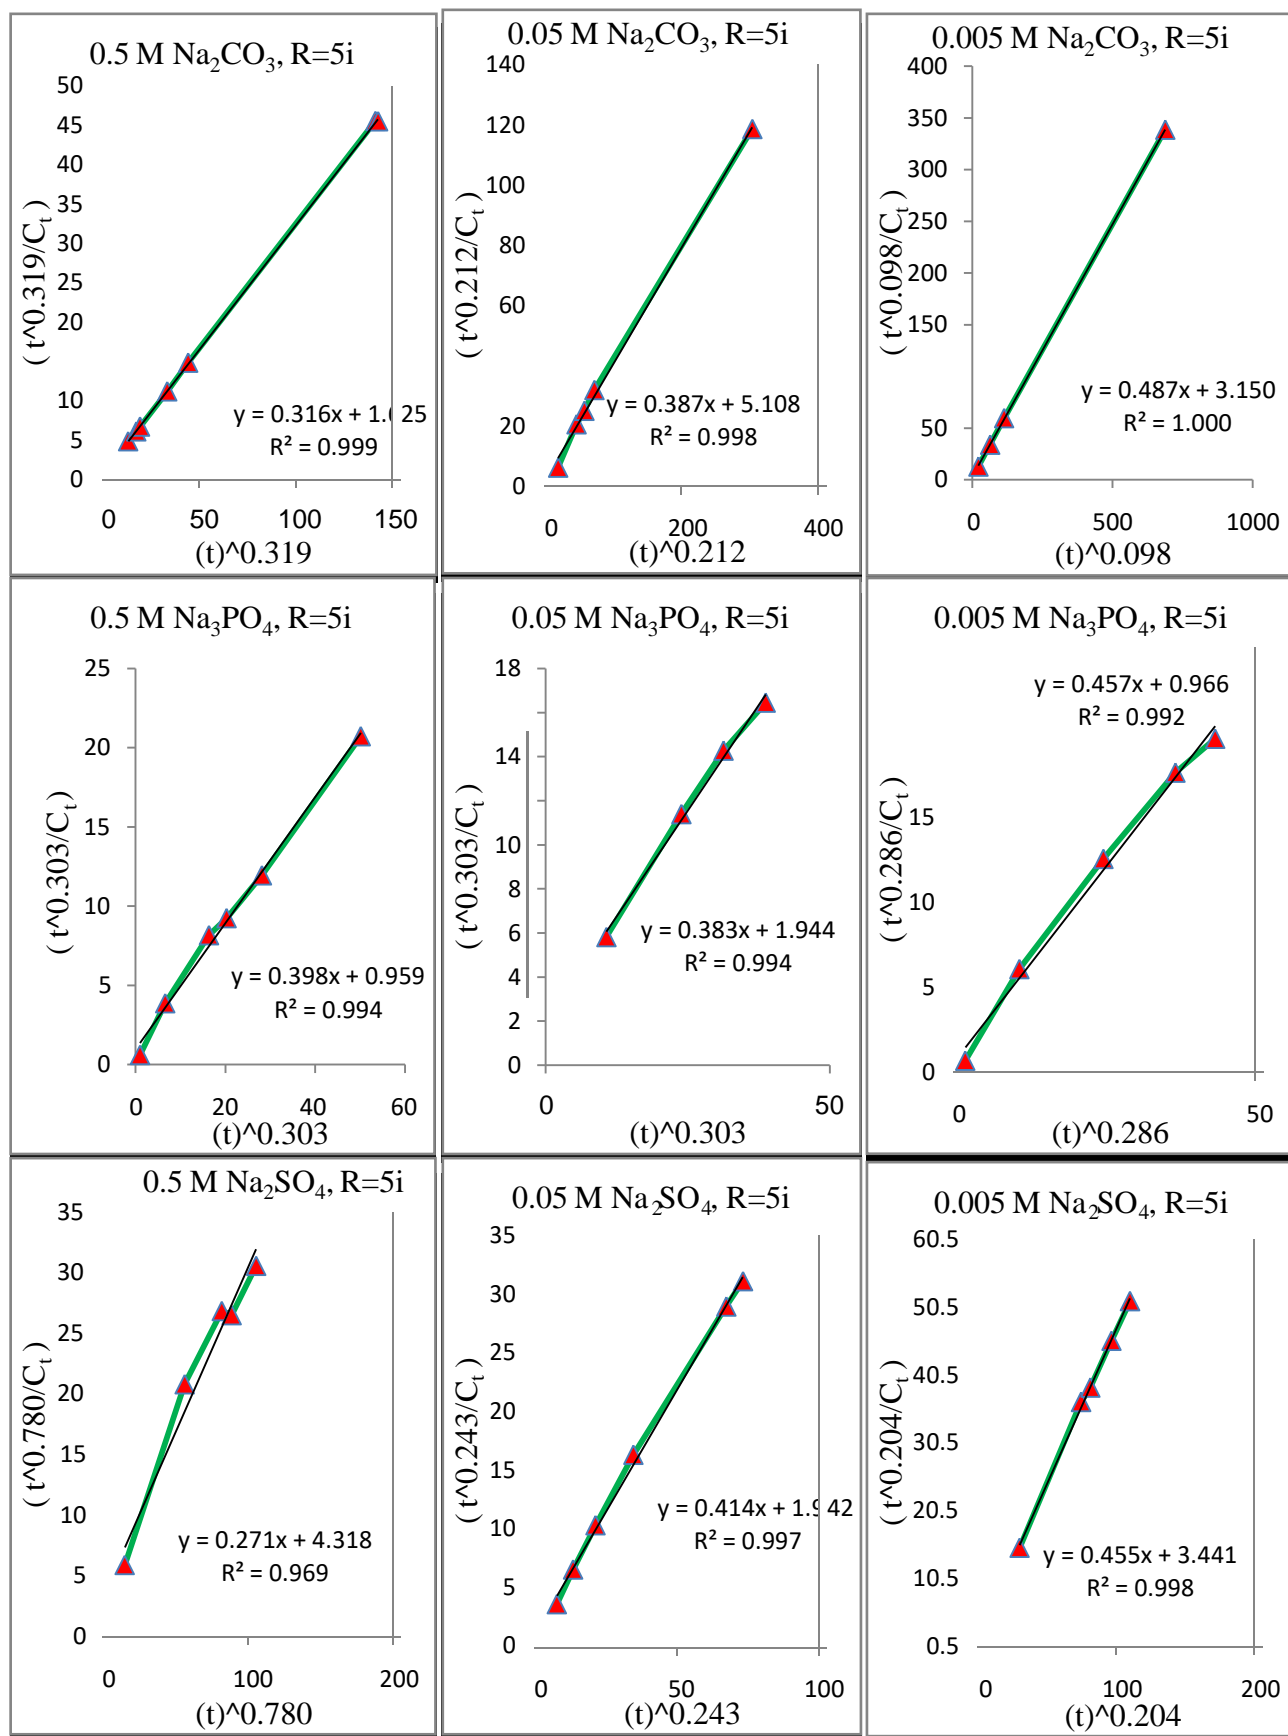 0.5 M Na₂CO₃, R=5i
50
45
40
35
30
25
20
10
5
0
0
50
100
150
(t^0.319/Cₜ)
(t)^0.319
y = 0.316x + 1.025
R² = 0.999
0.05 M Na₂CO₃, R=5i
140
120
100
80
60
20
0
0
200
400
(t^0.212/Cₜ)
(t)^0.212
y = 0.387x + 5.108
R² = 0.998
0.005 M Na₂CO₃, R=5i
400
350
300
250
200
150
50
0
0
500
1000
(t^0.098/Cₜ)
(t)^0.098
y = 0.487x + 3.150
R² = 1.000
0.5 M Na₃PO₄, R=5i
25
20
15
10
5
0
0
20
40
60
(t^0.303/Cₜ)
(t)^0.303
y = 0.398x + 0.959
R² = 0.994
0.05 M Na₃PO₄, R=5i
18
16
14
12
8
6
4
2
0
0
50
(t^0.303/Cₜ)
(t)^0.303
y = 0.383x + 1.944
R² = 0.994
0.005 M Na₃PO₄, R=5i
15
10
5
0
0
50
(t^0.286/Cₜ)
(t)^0.286
y = 0.457x + 0.966
R² = 0.992
0.5 M Na₂SO₄, R=5i
35
30
25
20
15
10
5
0
0
100
200
(t^0.780/Cₜ)
(t)^0.780
y = 0.271x + 4.318
R² = 0.969
0.05 M Na₂SO₄, R=5i
35
30
25
20
15
10
5
0
0
50
100
(t^0.243/Cₜ)
(t)^0.243
y = 0.414x + 1.942
R² = 0.997
0.005 M Na₂SO₄, R=5i
60.5
50.5
40.5
30.5
20.5
10.5
0.5
0
100
200
(t^0.204/Cₜ)
(t)^0.204
y = 0.455x + 3.441
R² = 0.998